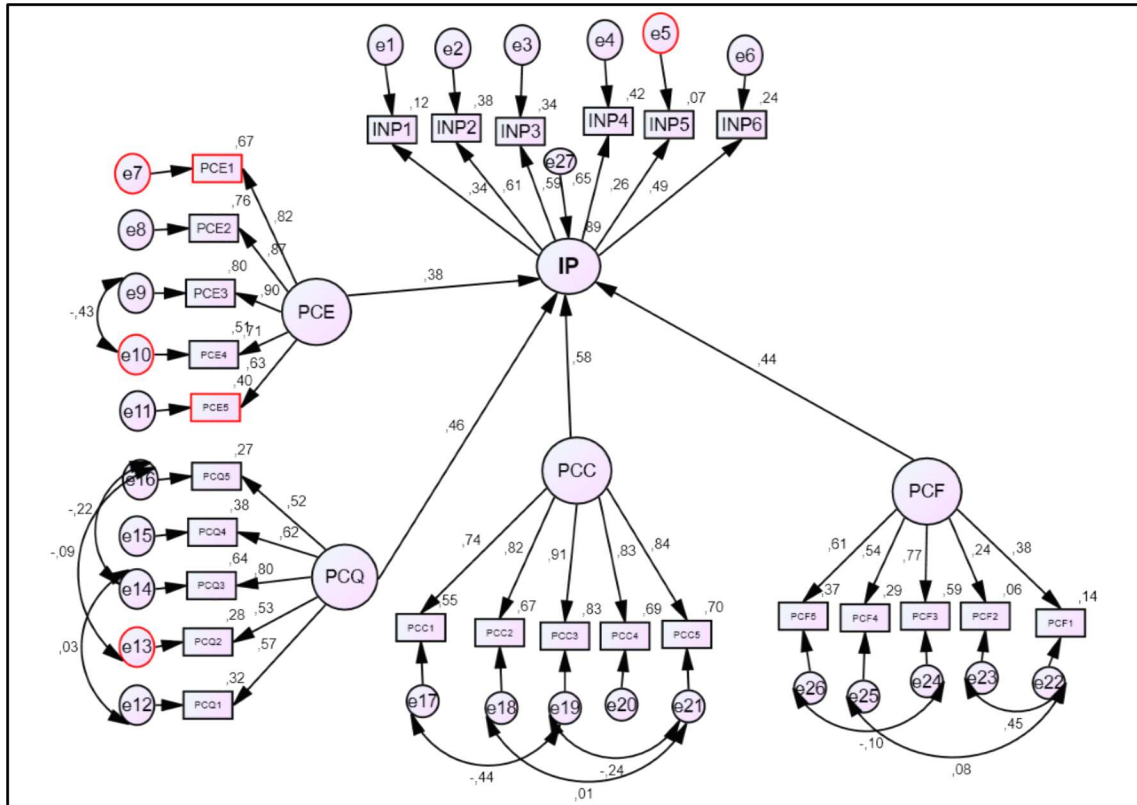 e1 e2 e3 e4 e5 e6
,12 ,38 ,34 ,42 ,07 ,24
INP1 INP2 INP3 INP4 INP5 INP6
e27
,34 ,61 ,59 ,65 ,26 ,49
,89
IP
,67
e7 PCE1
,82
,76
e8 PCE2
,87
,80
e9 PCE3
,90
-,43
,51 ,71
e10 PCE4
,63
,40
e11 PCE5
PCE
,38
,27
e16 PCQ5
,52
-,22
,38
e15 PCQ4
,62
-,09
,64
e14 PCQ3
,80
PCQ
,28
,53
e13 PCQ2
,03
,57
,32
e12 PCQ1
,46
,58
,44
PCC
,74 ,82 ,91 ,83 ,84
,55 ,67 ,83 ,69 ,70
PCC1 PCC2 PCC3 PCC4 PCC5
e17 e18 e19 e20 e21
-,44 -,24
,01
PCF
,61 ,54 ,77 ,24 ,38
,37 ,29 ,59 ,06 ,14
PCF5 PCF4 PCF3 PCF2 PCF1
e26 e25 e24 e23 e22
-,10 ,45
,08